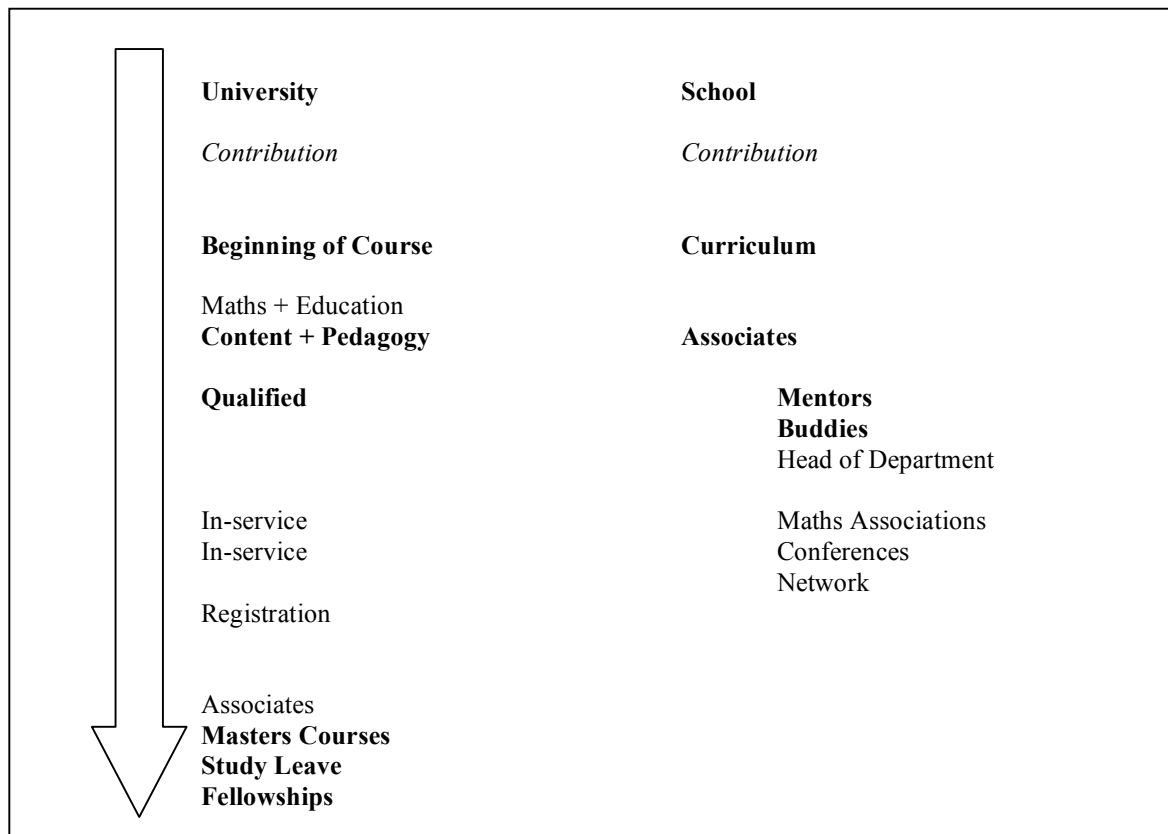 University School
Contribution Contribution
Beginning of Course Curriculum
Maths + Education
Content + Pedagogy Associates
Qualified Mentors
Buddies
Head of Department
In-service Maths Associations
In-service Conferences
Network
Registration
Associates
Masters Courses
Study Leave
Fellowships